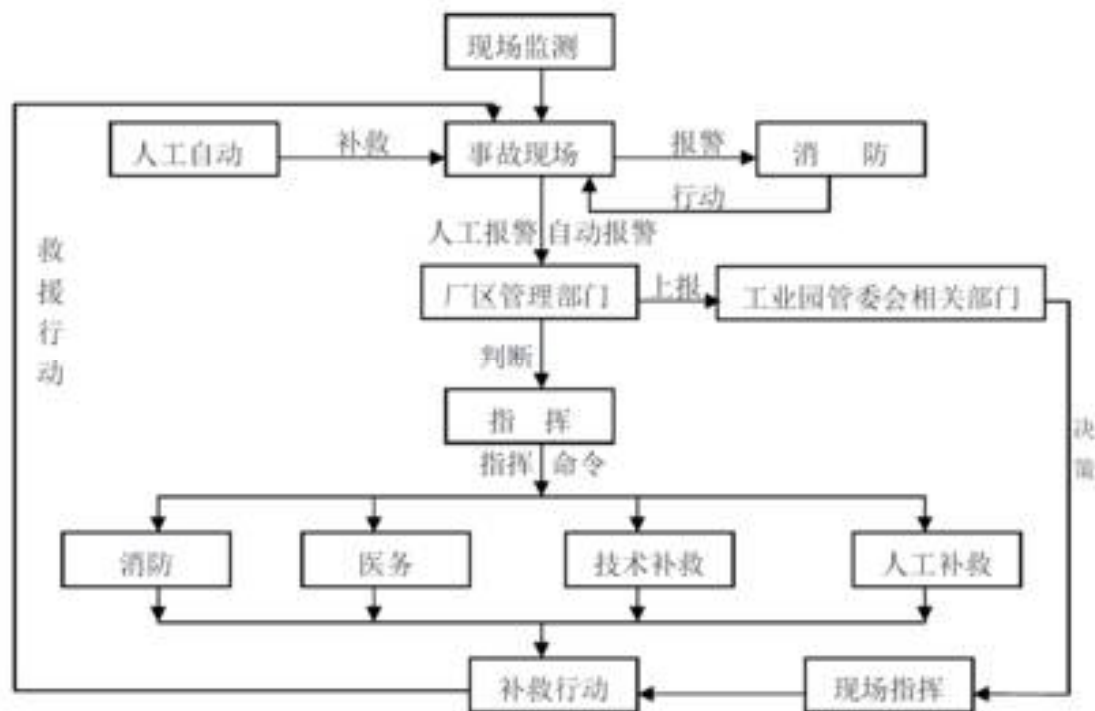 现场监测
人工自动 补救 事故现场 报警 消 防
行动
人工报警 自动报警
救援行动
厂区管理部门 上报 工业园管委会相关部门
判断
指 挥
决策
指挥 命令
消防 医务 技术补救 人工补救
补救行动 现场指挥